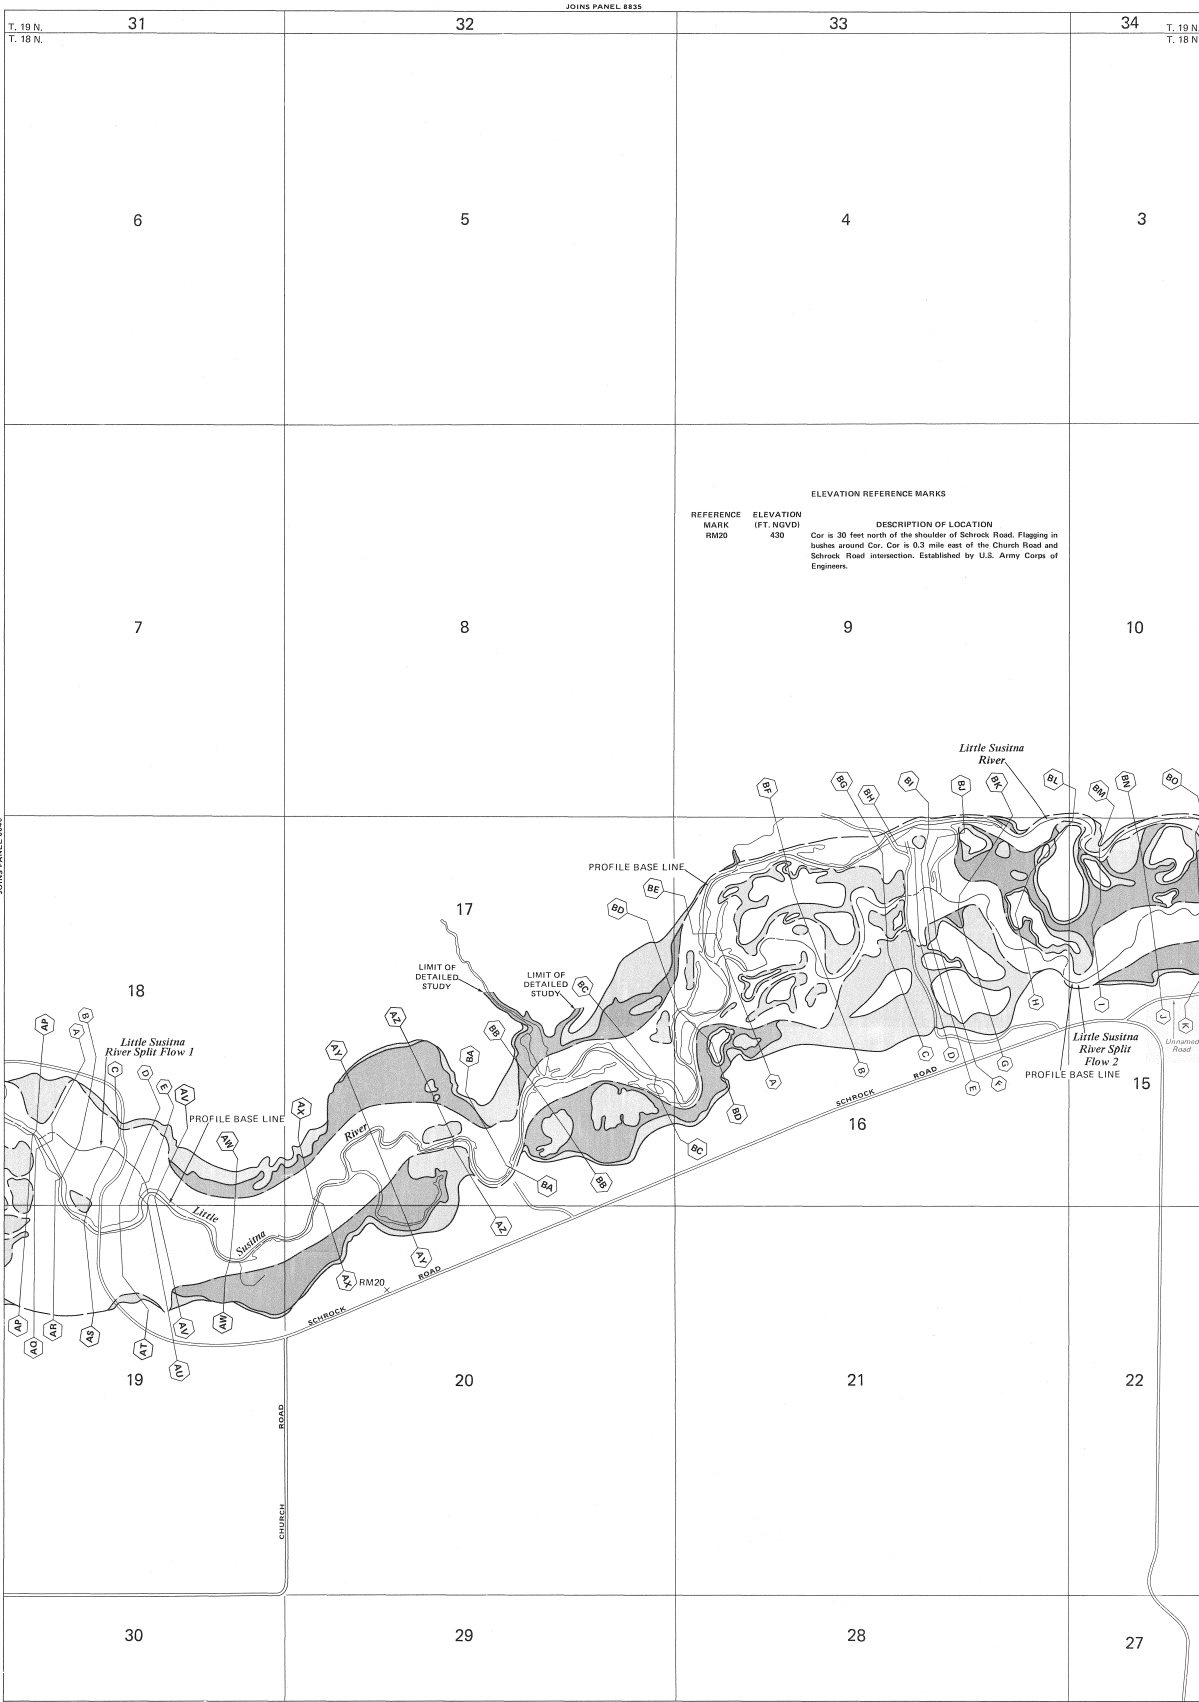 JOINS PANEL 8835
T. 19 N.
T. 18 N.
31
32
33
34
T. 19 N.
T. 18 N
6
5
4
3
ELEVATION REFERENCE MARKS
REFERENCE MARK
ELEVATION (FT. NGVD)
DESCRIPTION OF LOCATION
RM20
430
Cor is 30 feet north of the shoulder of Schrock Road. Flagging in
bushes around Cor. Cor is 0.3 mile east of the Church Road and
Schrock Road intersection. Established by U.S. Army Corps of
Engineers.
7
8
9
10
Little Susitna
River
BF
BG
BH
BI
BJ
BK
BL
BM
BN
BO
JOINS PANEL
PROFILE BASE LINE
BE
BD
17
LIMIT OF
DETAILED
STUDY
LIMIT OF
DETAILED
STUDY
BC
18
AP
A
B
C
D
E
AV
Little Susitna
River Split Flow 1
PROFILE BASE LINE
AW
AX
AY
AZ
BA
BB
River
Little
Susitna
H
I
J
K
Unnamed
Road
Little Susitna
River Split
Flow 2
PROFILE BASE LINE
15
A
B
C
D
E
F
G
SCHROCK
ROAD
16
BD
BC
BB
BA
AZ
AY
AX
RM20
SCHROCK
ROAD
AP
AQ
AR
AS
AT
AU
AV
AW
19
20
21
22
ROAD
CHURCH
30
29
28
27